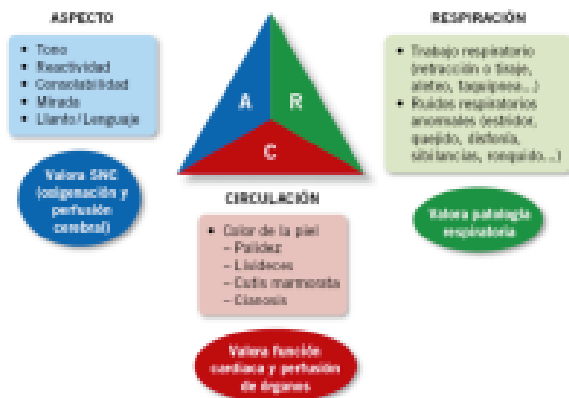 ASPECTO
• Tono
• Reactividad
• Consolabilidad
• Mirada
• Llanto/Lenguaje
Valora SNC
(oxigenación y
perfusión
cerebral)
A
R
C
RESPIRACIÓN
• Trabajo respiratorio
(retracción o tiraje,
aleteo, taquipnea...)
• Ruidos respiratorios
anormales (estridor,
quejido, disfonía,
sibilancias, ronquido...)
Valora patología
respiratoria
CIRCULACIÓN
• Color de la piel
– Palidez
– Livideces
– Cutis marmorata
– Cianosis
Valora función
cardiaca y perfusión
de órganos